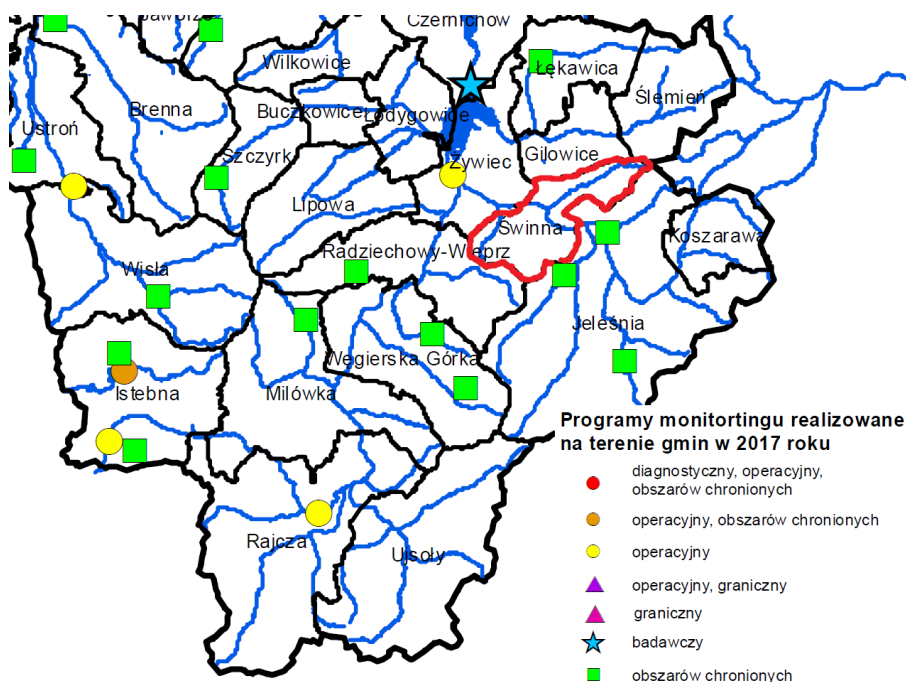 Jaworze
Czernichów
Wilkowice
Łękawica
Ślemień
Brenna
Buczkowice
Łodygowice
Ustroń
Szczyrk
Żywiec
Gilowice
Lipowa
Świnna
Koszarawa
Radziechowy-Wieprz
Wisła
Jeleśnia
Węgierska Górka
Istebna
Milówka
Rajcza
Ujsoły
Programy monitortingu realizowane
na terenie gmin w 2017 roku
diagnostyczny, operacyjny,
obszarów chronionych
operacyjny, obszarów chronionych
operacyjny
operacyjny, graniczny
graniczny
badawczy
obszarów chronionych